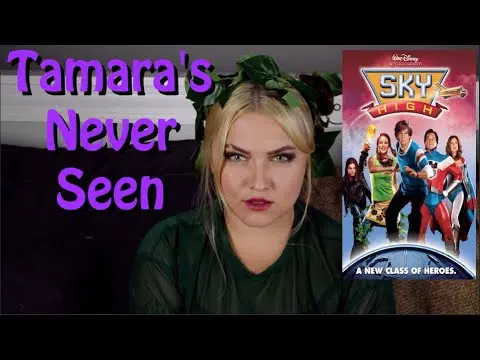 Tamara's
Never
Seen
WALT DISNEY
SKY
HIGH
A NEW CLASS OF HEROES.